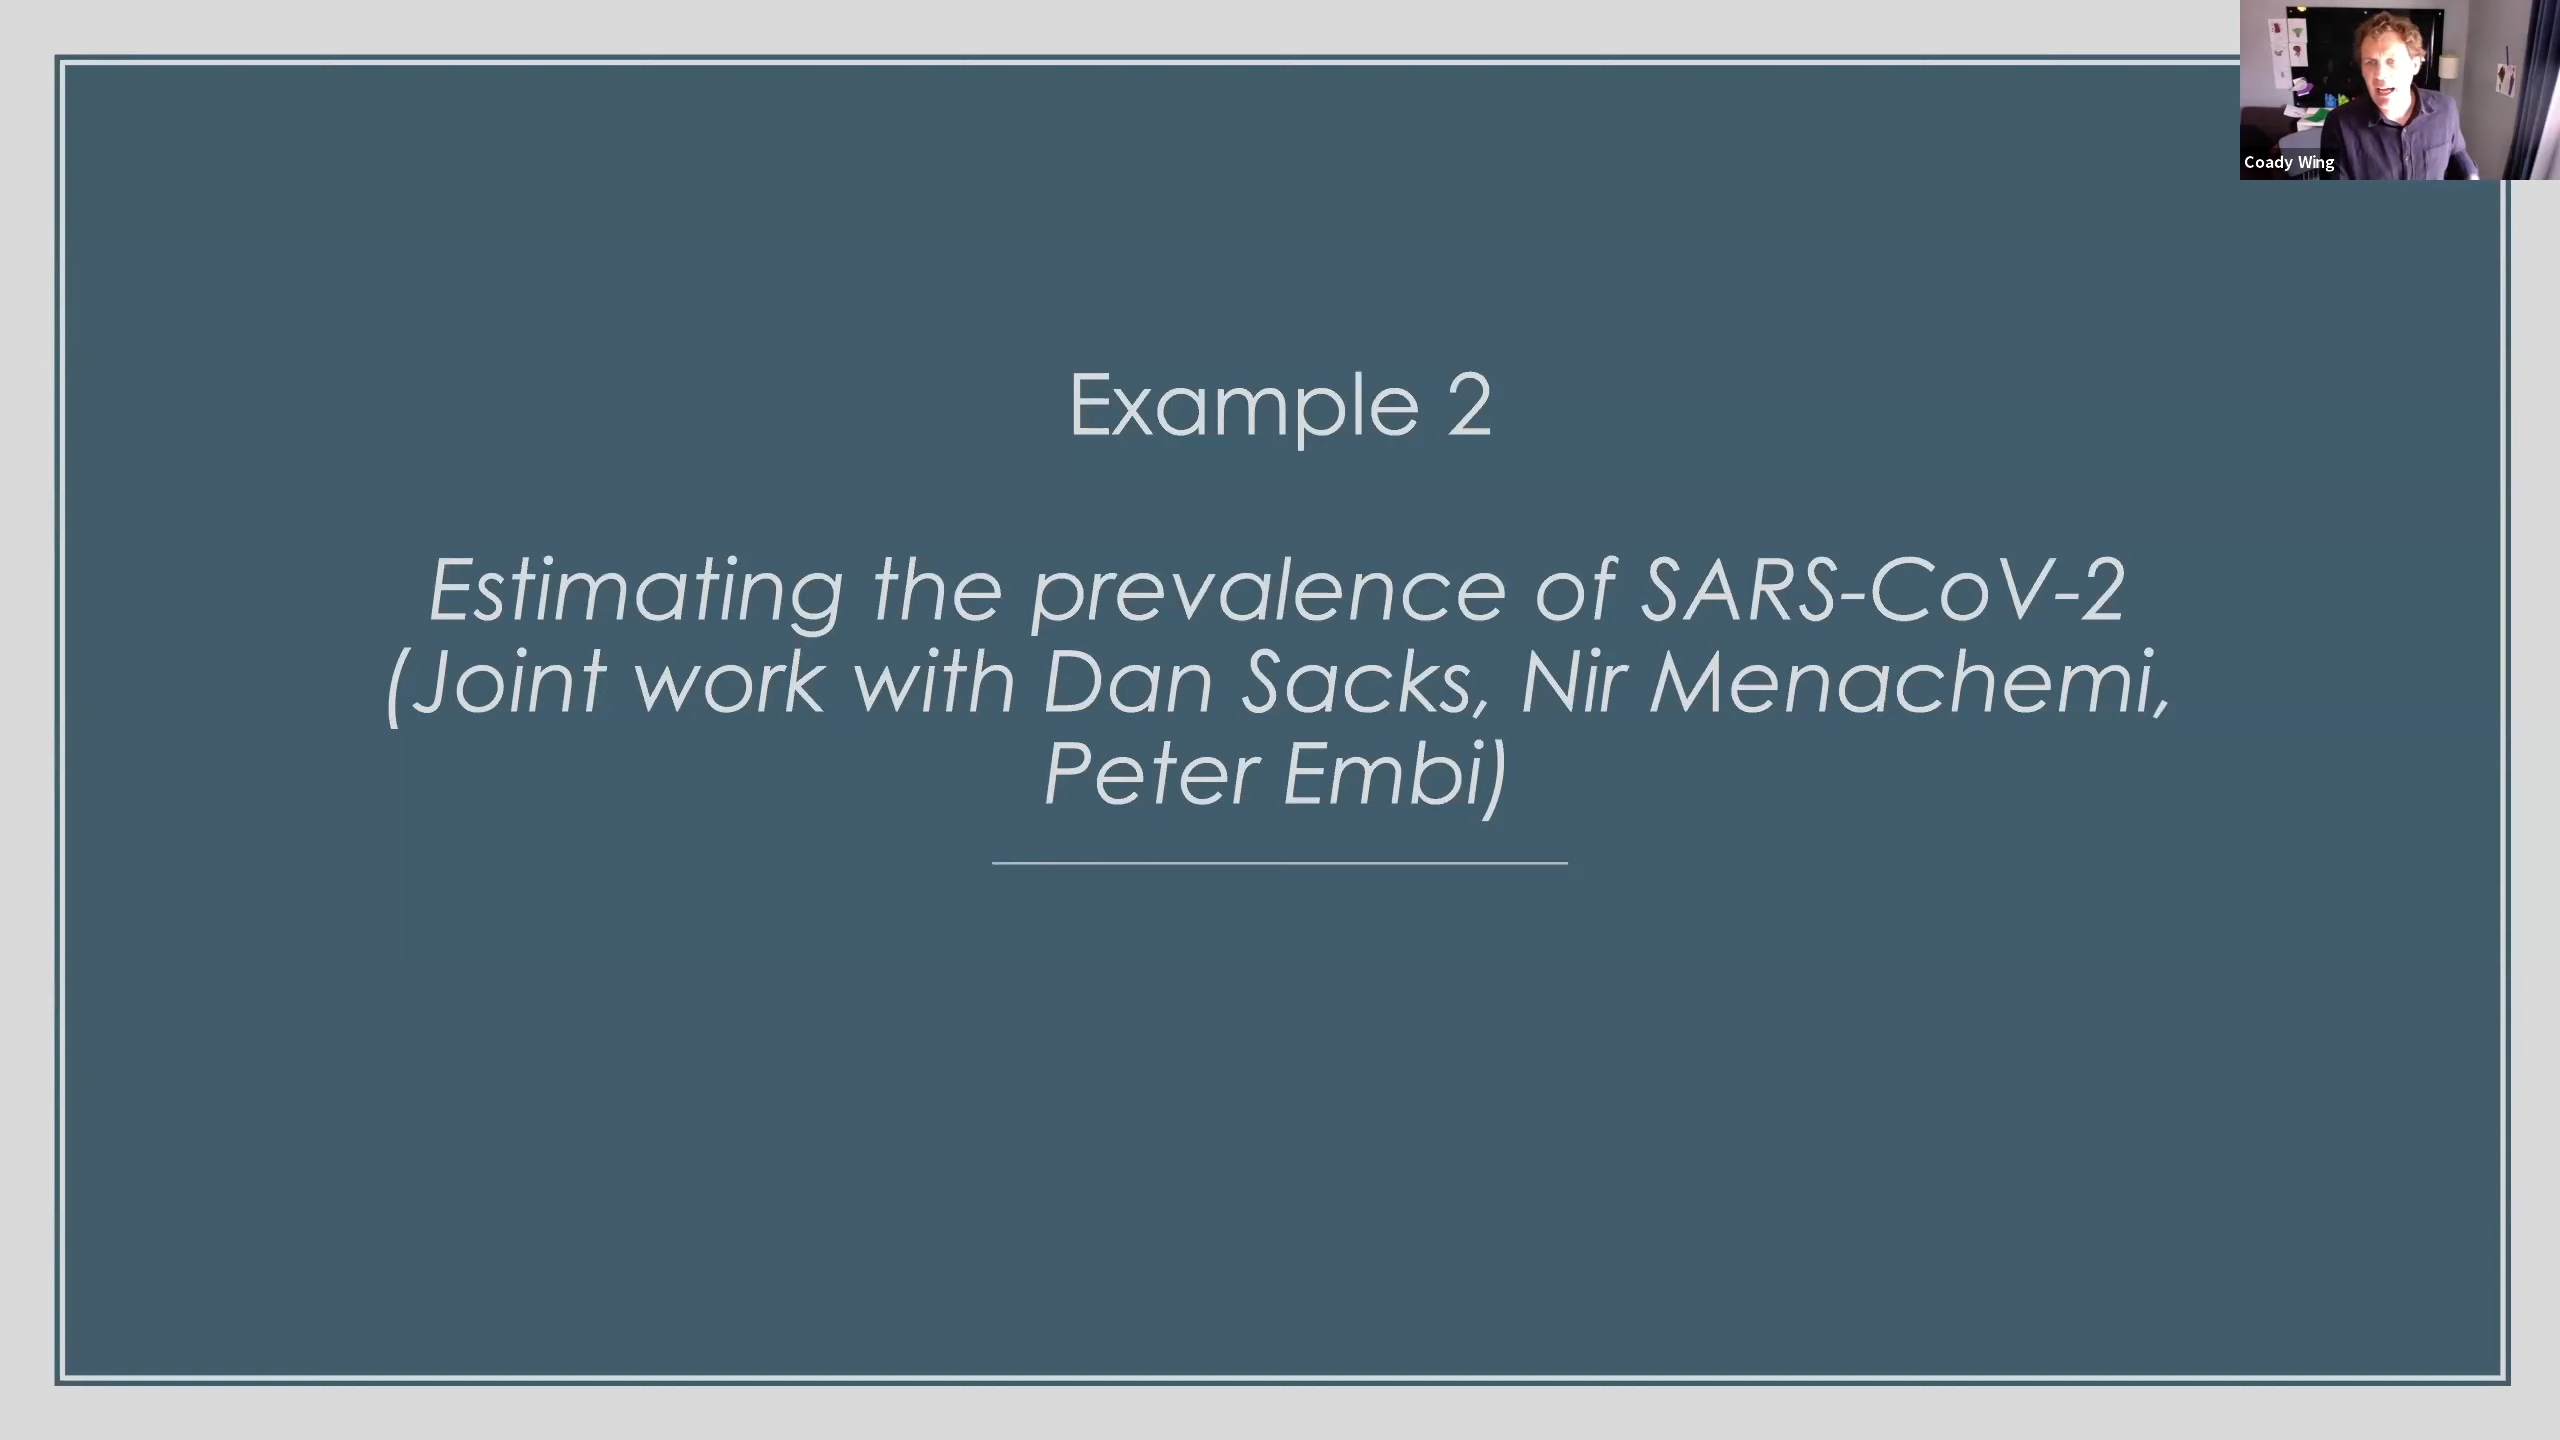 Example 2
Estimating the prevalence of SARS-CoV-2
(Joint work with Dan Sacks, Nir Menachemi,
Peter Embi)
Coady Wing